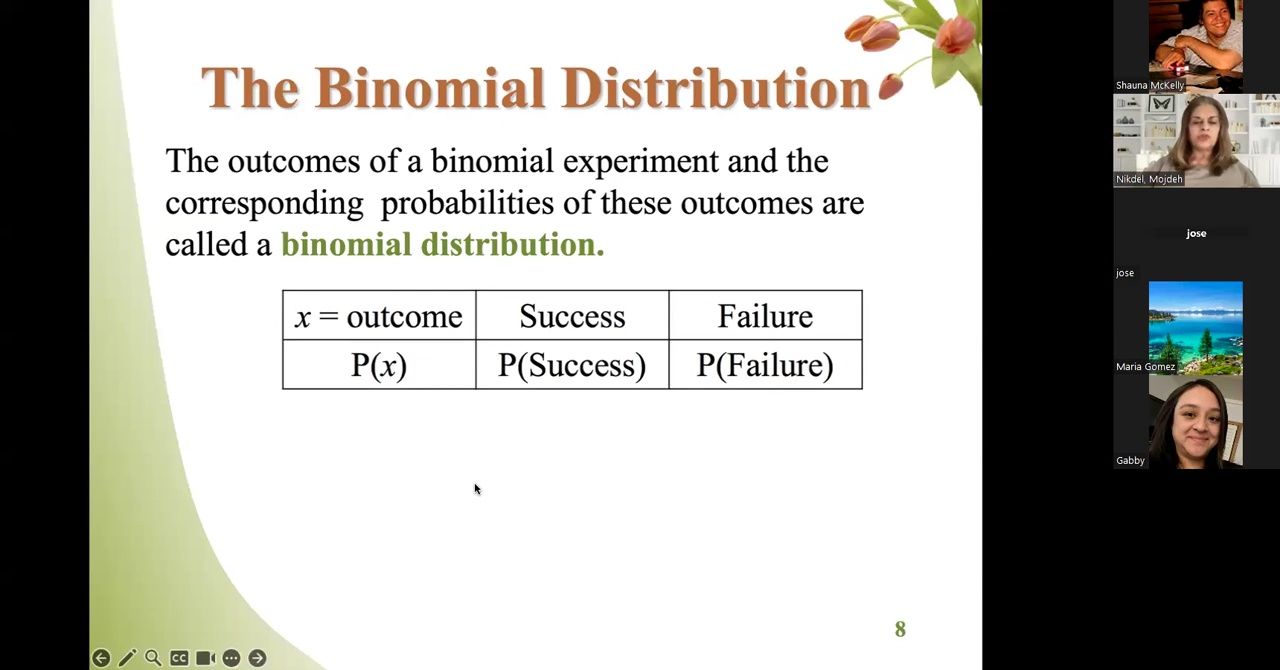 The Binomial Distribution
The outcomes of a binomial experiment and the
corresponding probabilities of these outcomes are
called a binomial distribution.
x = outcome Success Failure
P(x) P(Success) P(Failure)
8
CC
Shauna McKelly
Nikdel, Mojdeh
jose
jose
Maria Gomez
Gabby